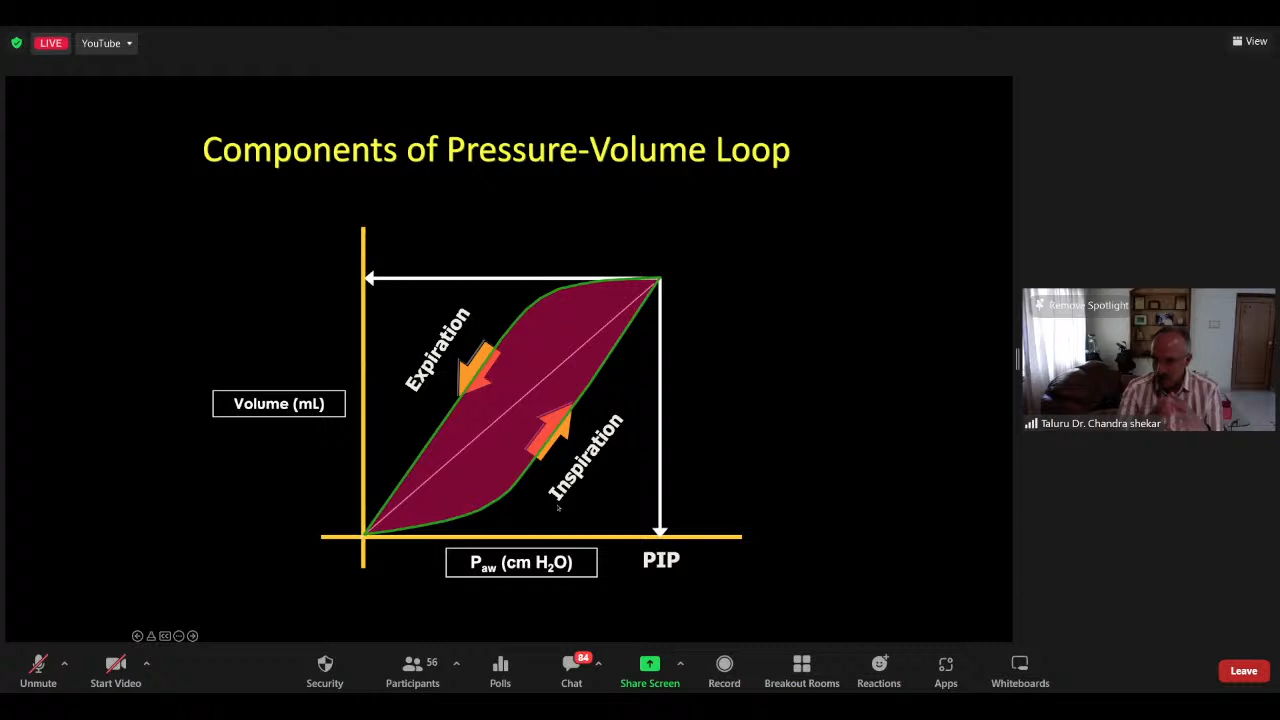 LIVE
YouTube
View
Components of Pressure-Volume Loop
Expiration
Volume (mL)
Inspiration
Paw (cm H2O)
PIP
Remove Spotlight
Taluru Dr. Chandra shekar
Unmute
Start Video
Security
56
Participants
Polls
84
Chat
Share Screen
Record
Breakout Rooms
Reactions
Apps
Whiteboards
Leave